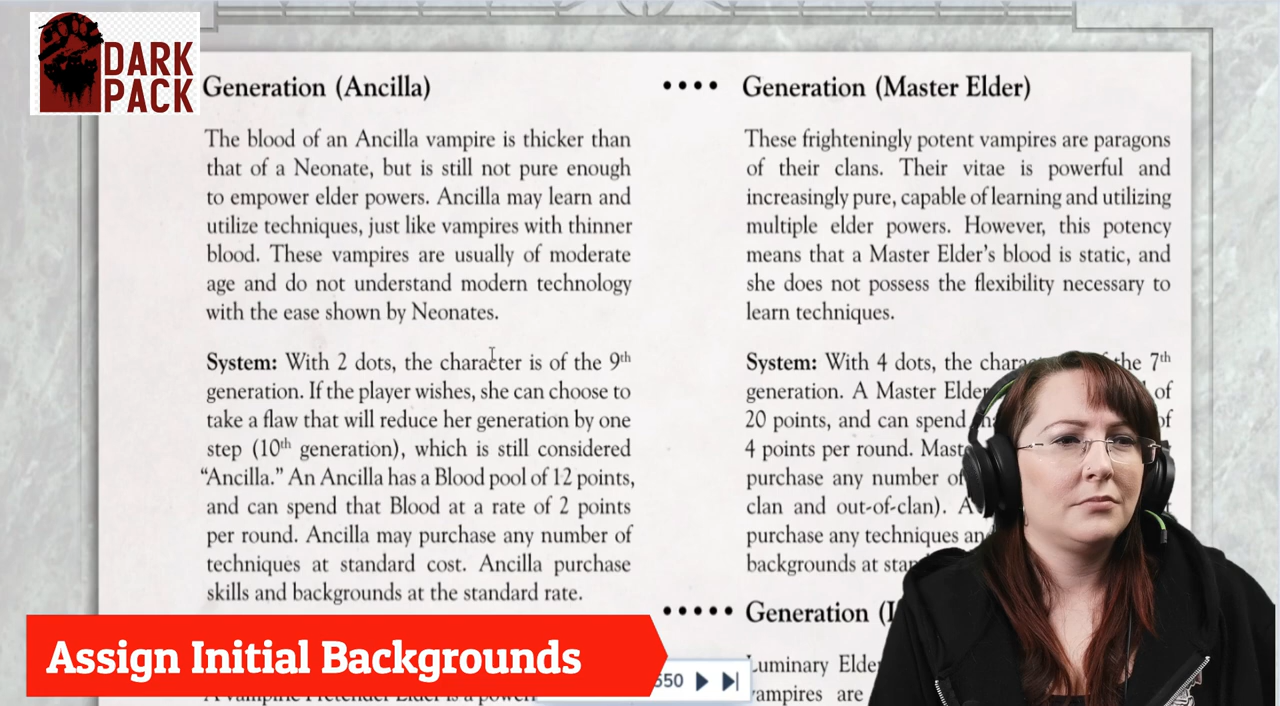 DARK
PACK
Generation (Ancilla)
The blood of an Ancilla vampire is thicker than
that of a Neonate, but is still not pure enough
to empower elder powers. Ancilla may learn and
utilize techniques, just like vampires with thinner
blood. These vampires are usually of moderate
age and do not understand modern technology
with the ease shown by Neonates.
System: With 2 dots, the character is of the 9th
generation. If the player wishes, she can choose to
take a flaw that will reduce her generation by one
step (10th generation), which is still considered
“Ancilla.” An Ancilla has a Blood pool of 12 points,
and can spend that Blood at a rate of 2 points
per round. Ancilla may purchase any number of
techniques at standard cost. Ancilla purchase
skills and backgrounds at the standard rate.
•••• Generation (Master Elder)
These frighteningly potent vampires are paragons
of their clans. Their vitae is powerful and
increasingly pure, capable of learning and utilizing
multiple elder powers. However, this potency
means that a Master Elder’s blood is static, and
she does not possess the flexibility necessary to
learn techniques.
System: With 4 dots, the the 7th
generation. A Master Elder of
20 points, and can spend of
4 points per round.
purchase any number
clan and out-of-clan).
purchase any techniques
backgrounds at
••••• Generation
Luminary
vampires are
Assign Initial Backgrounds
650